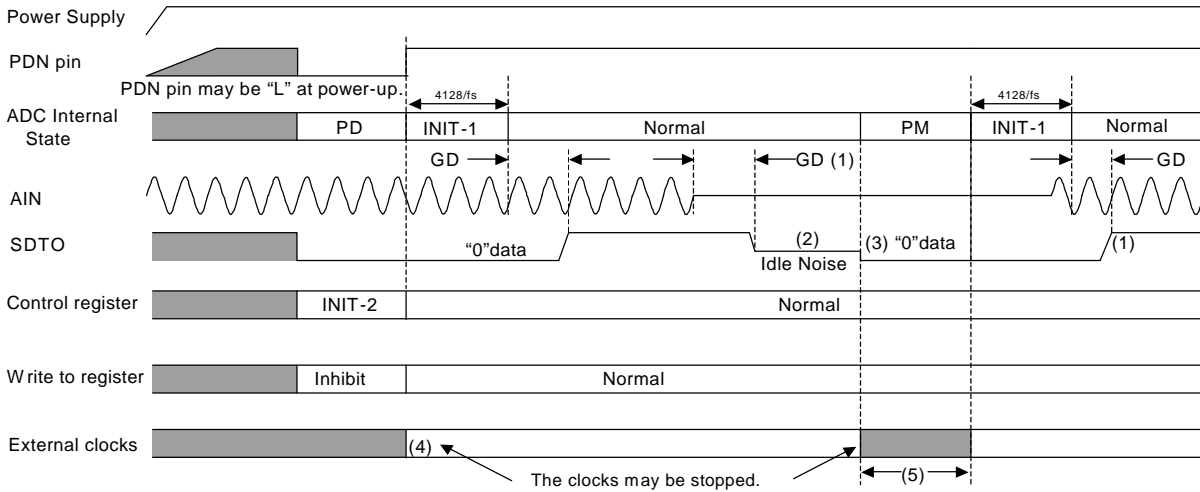 Power Supply
PDN pin
PDN pin may be “L” at power-up.
4128/fs
4128/fs
ADC Internal
State
PD
INIT-1
Normal
PM
INIT-1
Normal
GD
GD (1)
GD
AIN
SDTO
“0”data
(2)
Idle Noise
(3) “0”data
(1)
Control register
INIT-2
Normal
Write to register
Inhibit
Normal
External clocks
(4)
The clocks may be stopped.
(5)